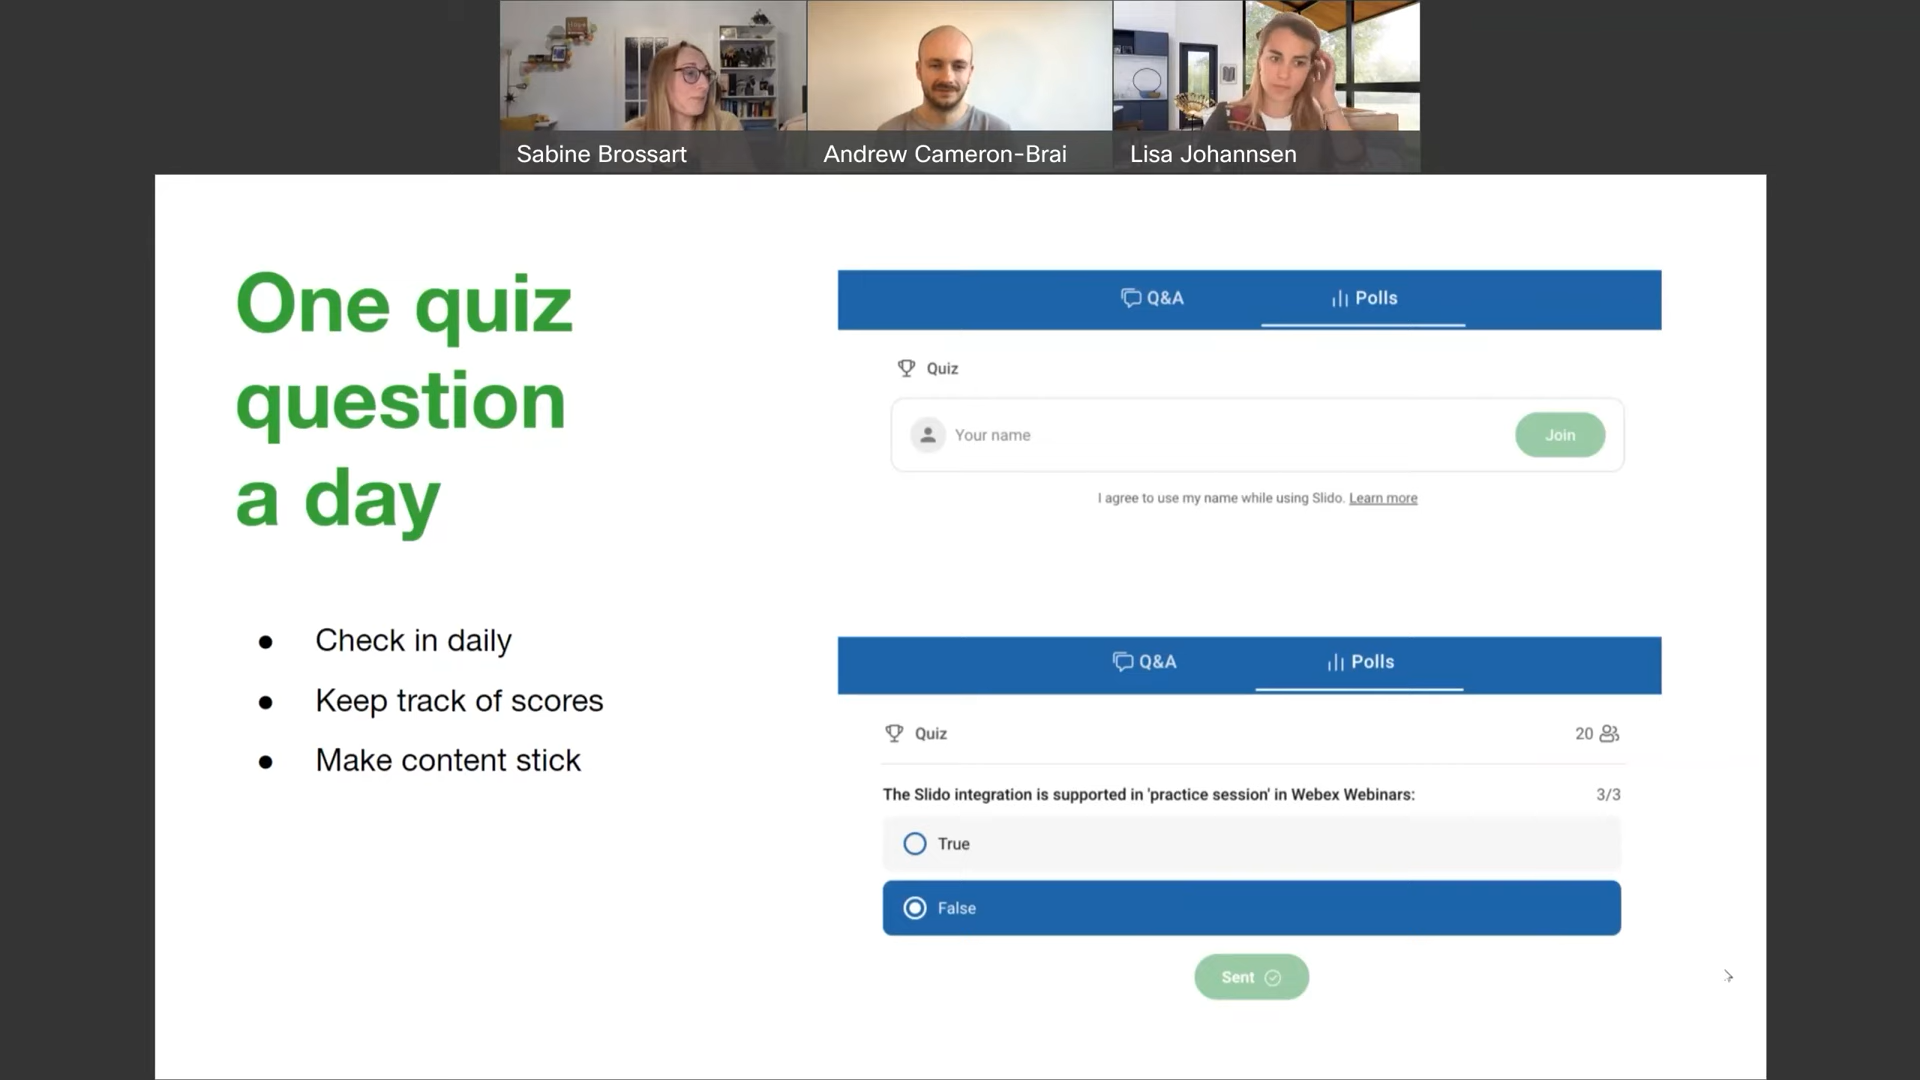 Sabine Brossart
Andrew Cameron-Brai
Lisa Johannsen
One quiz
question
a day
Check in daily
Keep track of scores
Make content stick
Q&A
Polls
Quiz
Your name
Join
I agree to use my name while using Slido. Learn more
Q&A
Polls
Quiz
20
The Slido integration is supported in 'practice session' in Webex Webinars:
3/3
True
False
Sent